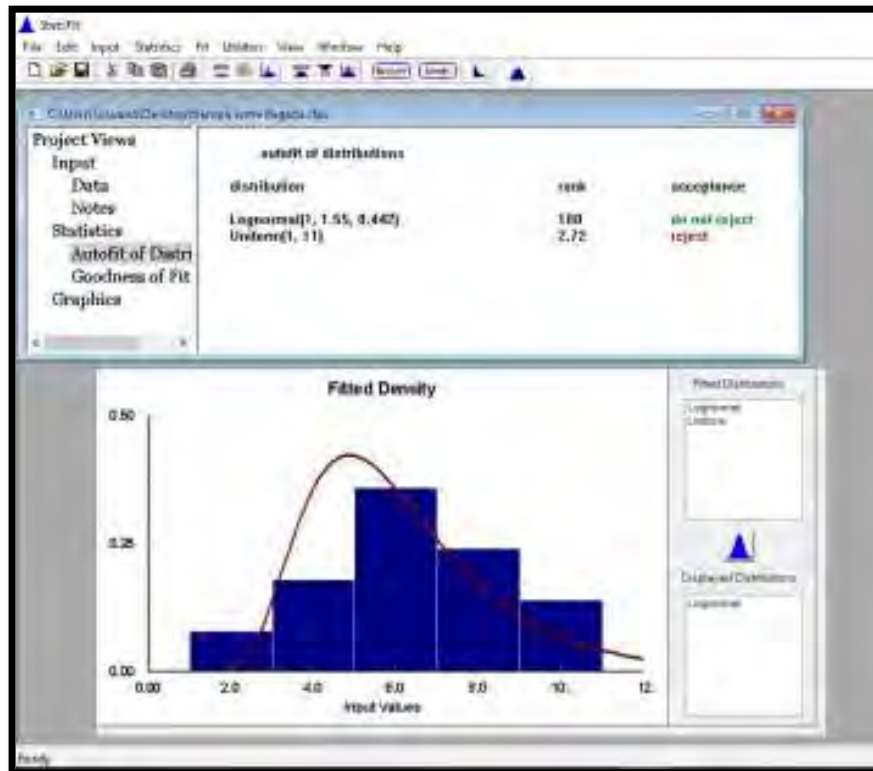 Stat::Fit
File Edit Input Statistics Fit Utilities View Window Help
Project Views
Input
Data
Notes
Statistics
Autofit of Distri
Goodness of Fit
Graphics
autofit of distributions
distribution rank acceptance
Lognormal(1, 1.55, 0.442) 100 do not reject
Uniform(1, 11) 2.72 reject
Fitted Density
0.50
0.25
0.00
0.00 2.0 4.0 6.0 8.0 10. 12.
Input Values
Fitted Distributions
Lognormal
Uniform
Displayed Distributions
Lognormal
Ready